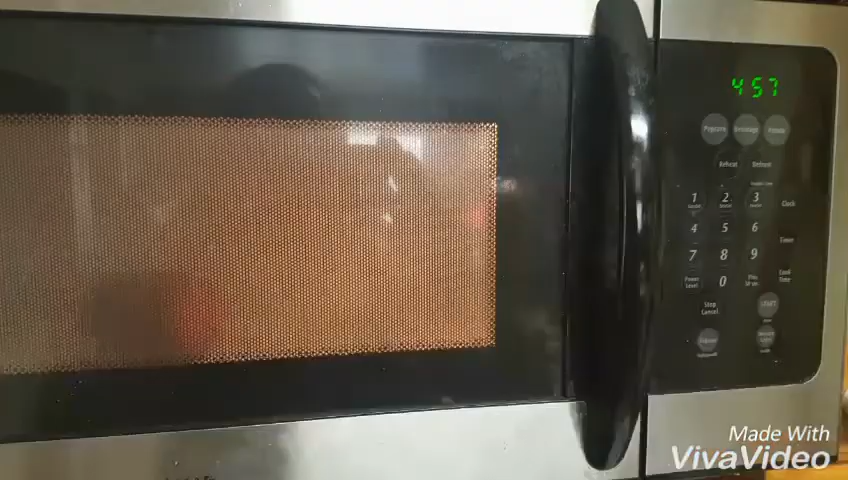 457
Popcorn Beverage Potato
Reheat Defrost
1 2 3 Clock
4 5 6 Timer
7 8 9
Power
Level
0
Cook
Time
Stop
Cancel
START
Made With
VivaVideo